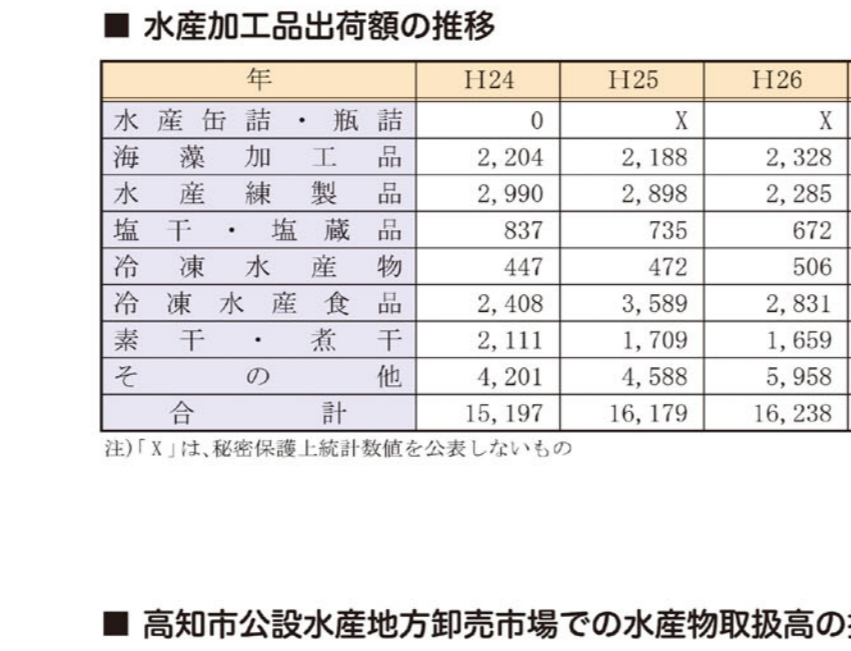 ■ 水産加工品出荷額の推移
年 H24 H25 H26
水産缶詰・瓶詰 0 X X
海藻加工品 2,204 2,188 2,328
水産練製品 2,990 2,898 2,285
塩干・塩蔵品 837 735 672
冷凍水産物 447 472 506
冷凍水産食品 2,408 3,589 2,831
素干・煮干 2,111 1,709 1,659
その他 4,201 4,588 5,958
合計 15,197 16,179 16,238
注)「X」は、秘密保護上統計数値を公表しないもの
■ 高知市公設水産地方卸売市場での水産物取扱高の